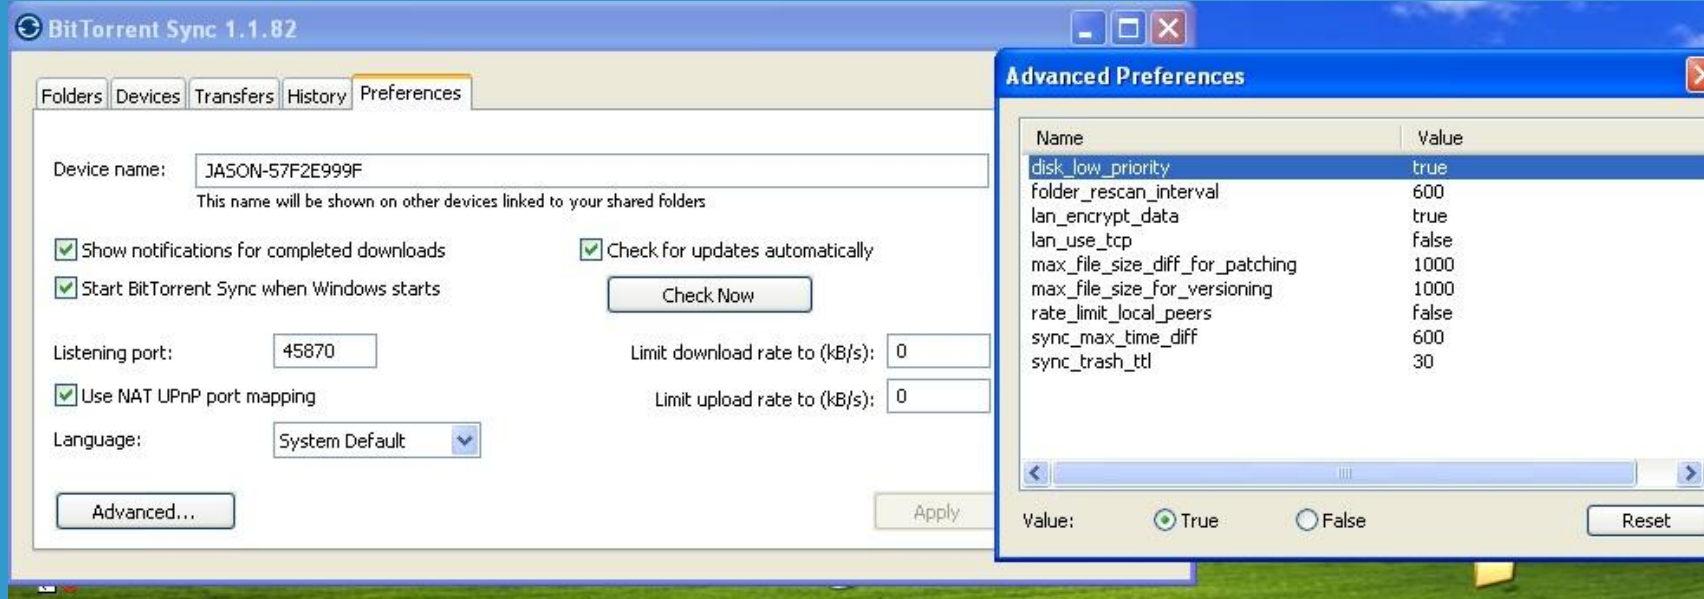 BitTorrent Sync 1.1.82
Folders Devices Transfers History Preferences
Device name: JASON-57F2E999F
This name will be shown on other devices linked to your shared folders
Show notifications for completed downloads
Check for updates automatically
Start BitTorrent Sync when Windows starts
Check Now
Listening port: 45870
Limit download rate to (kB/s): 0
Use NAT UPnP port mapping
Limit upload rate to (kB/s): 0
Language: System Default
Advanced...
Apply
Advanced Preferences
Name Value
disk_low_priority true
folder_rescan_interval 600
lan_encrypt_data true
lan_use_tcp false
max_file_size_diff_for_patching 1000
max_file_size_for_versioning 1000
rate_limit_local_peers false
sync_max_time_diff 600
sync_trash_ttl 30
Value: True False Reset